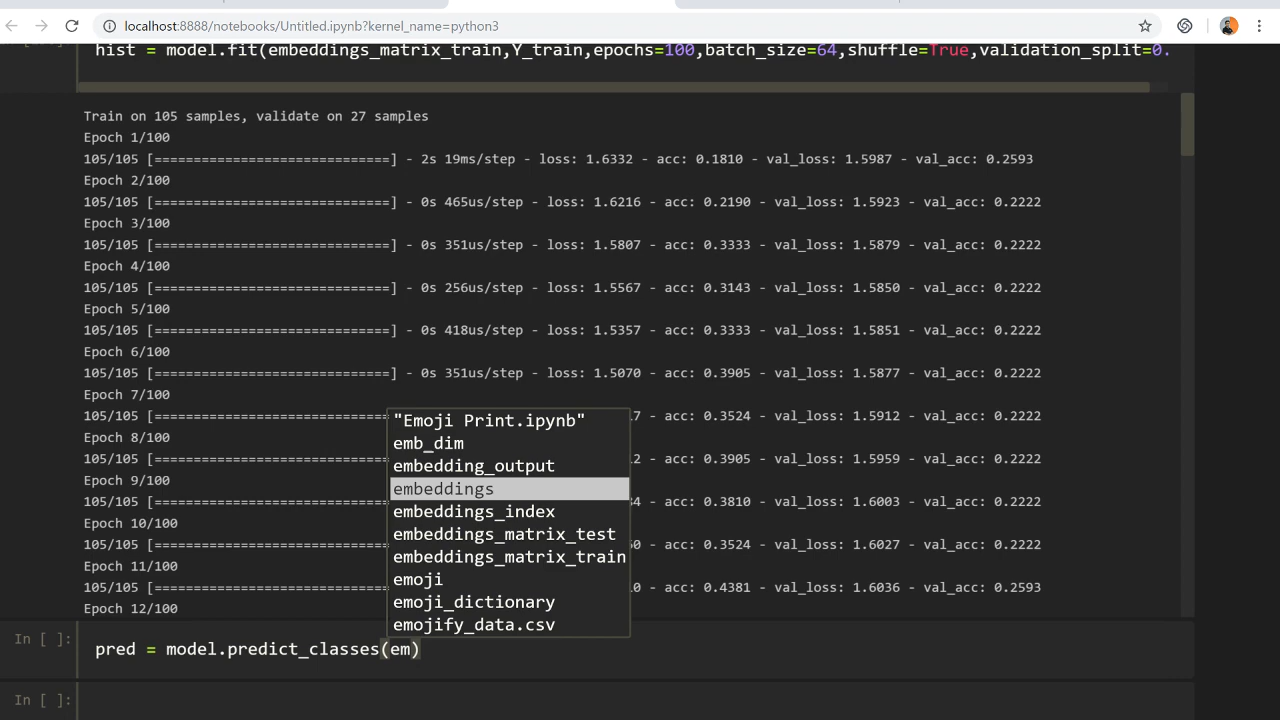 localhost:8888/notebooks/Untitled.ipynb?kernel_name=python3
hist = model.fit(embeddings_matrix_train,Y_train,epochs=100,batch_size=64,shuffle=True,validation_split=0.
Train on 105 samples, validate on 27 samples
Epoch 1/100
105/105 [==============================] - 2s 19ms/step - loss: 1.6332 - acc: 0.1810 - val_loss: 1.5987 - val_acc: 0.2593
Epoch 2/100
105/105 [==============================] - 0s 465us/step - loss: 1.6216 - acc: 0.2190 - val_loss: 1.5923 - val_acc: 0.2222
Epoch 3/100
105/105 [==============================] - 0s 351us/step - loss: 1.5807 - acc: 0.3333 - val_loss: 1.5879 - val_acc: 0.2222
Epoch 4/100
105/105 [==============================] - 0s 256us/step - loss: 1.5567 - acc: 0.3143 - val_loss: 1.5850 - val_acc: 0.2222
Epoch 5/100
105/105 [==============================] - 0s 418us/step - loss: 1.5357 - acc: 0.3333 - val_loss: 1.5851 - val_acc: 0.2222
Epoch 6/100
105/105 [==============================] - 0s 351us/step - loss: 1.5070 - acc: 0.3905 - val_loss: 1.5877 - val_acc: 0.2222
Epoch 7/100
105/105 [============================== 7 - acc: 0.3524 - val_loss: 1.5912 - val_acc: 0.2222
Epoch 8/100
105/105 [============================== 2 - acc: 0.3905 - val_loss: 1.5959 - val_acc: 0.2222
Epoch 9/100
105/105 [============================== 4 - acc: 0.3810 - val_loss: 1.6003 - val_acc: 0.2222
Epoch 10/100
105/105 [============================== 0 - acc: 0.3524 - val_loss: 1.6027 - val_acc: 0.2222
Epoch 11/100
105/105 [============================== 0 - acc: 0.4381 - val_loss: 1.6036 - val_acc: 0.2593
Epoch 12/100
"Emoji Print.ipynb"
emb_dim
embedding_output
embeddings
embeddings_index
embeddings_matrix_test
embeddings_matrix_train
emoji
emoji_dictionary
emojify_data.csv
In [ ]:
pred = model.predict_classes(em)
In [ ]: